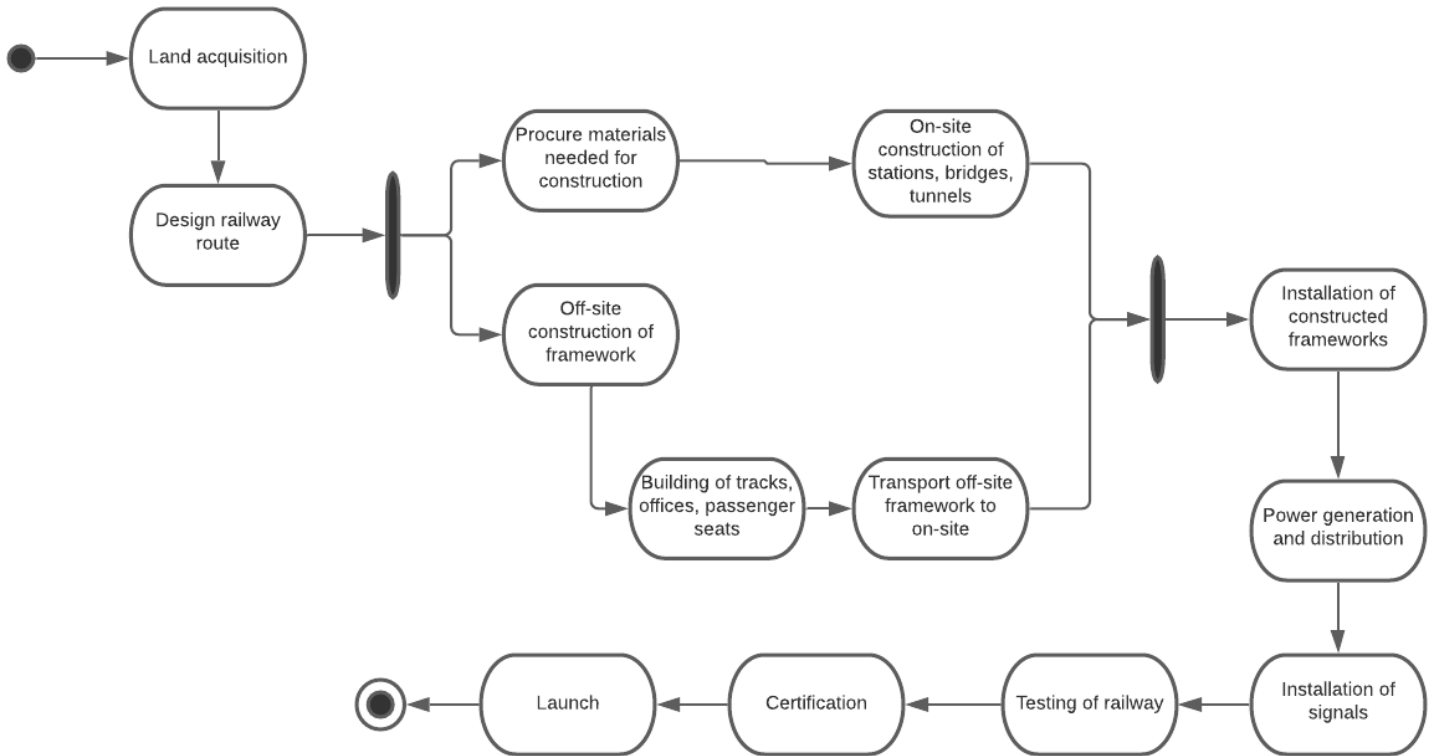 Land acquisition
Design railway
route
Procure materials
needed for
construction
On-site
construction of
stations, bridges,
tunnels
Off-site
construction of
framework
Building of tracks,
offices, passenger
seats
Transport off-site
framework to
on-site
Installation of
constructed
frameworks
Power generation
and distribution
Installation of
signals
Testing of railway
Certification
Launch